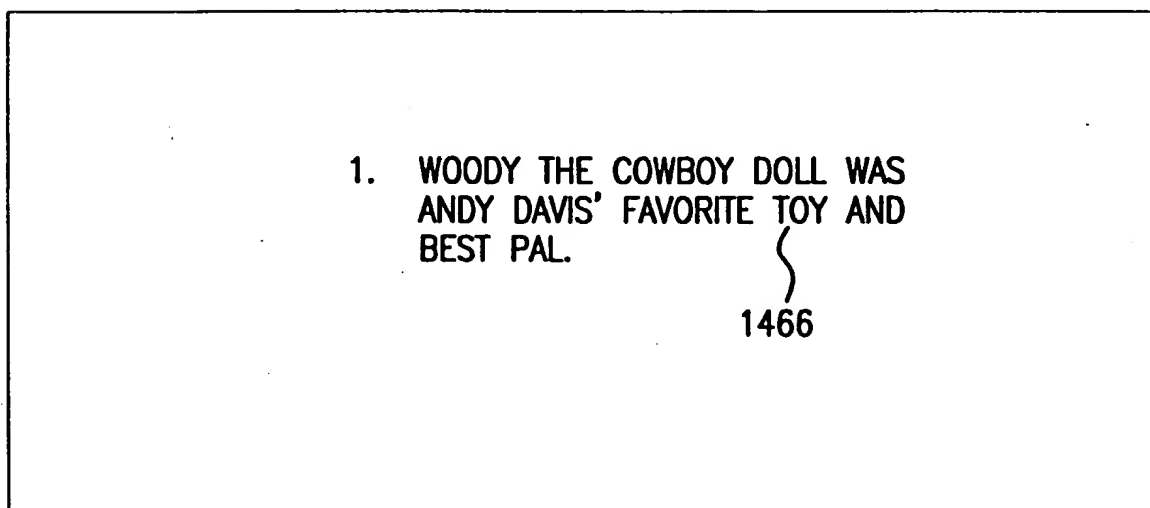 1. WOODY THE COWBOY DOLL WAS
ANDY DAVIS' FAVORITE TOY AND
BEST PAL.
1466